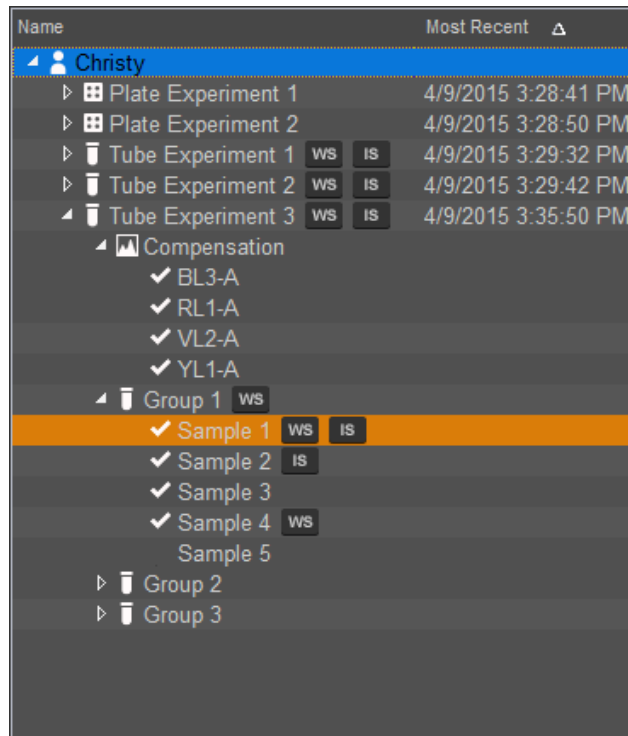 Name Most Recent
Christy
Plate Experiment 1 4/9/2015 3:28:41 PM
Plate Experiment 2 4/9/2015 3:28:50 PM
Tube Experiment 1 WS IS 4/9/2015 3:29:32 PM
Tube Experiment 2 WS IS 4/9/2015 3:29:42 PM
Tube Experiment 3 WS IS 4/9/2015 3:35:50 PM
Compensation
BL3-A
RL1-A
VL2-A
YL1-A
Group 1 WS
Sample 1 WS IS
Sample 2 IS
Sample 3
Sample 4 WS
Sample 5
Group 2
Group 3